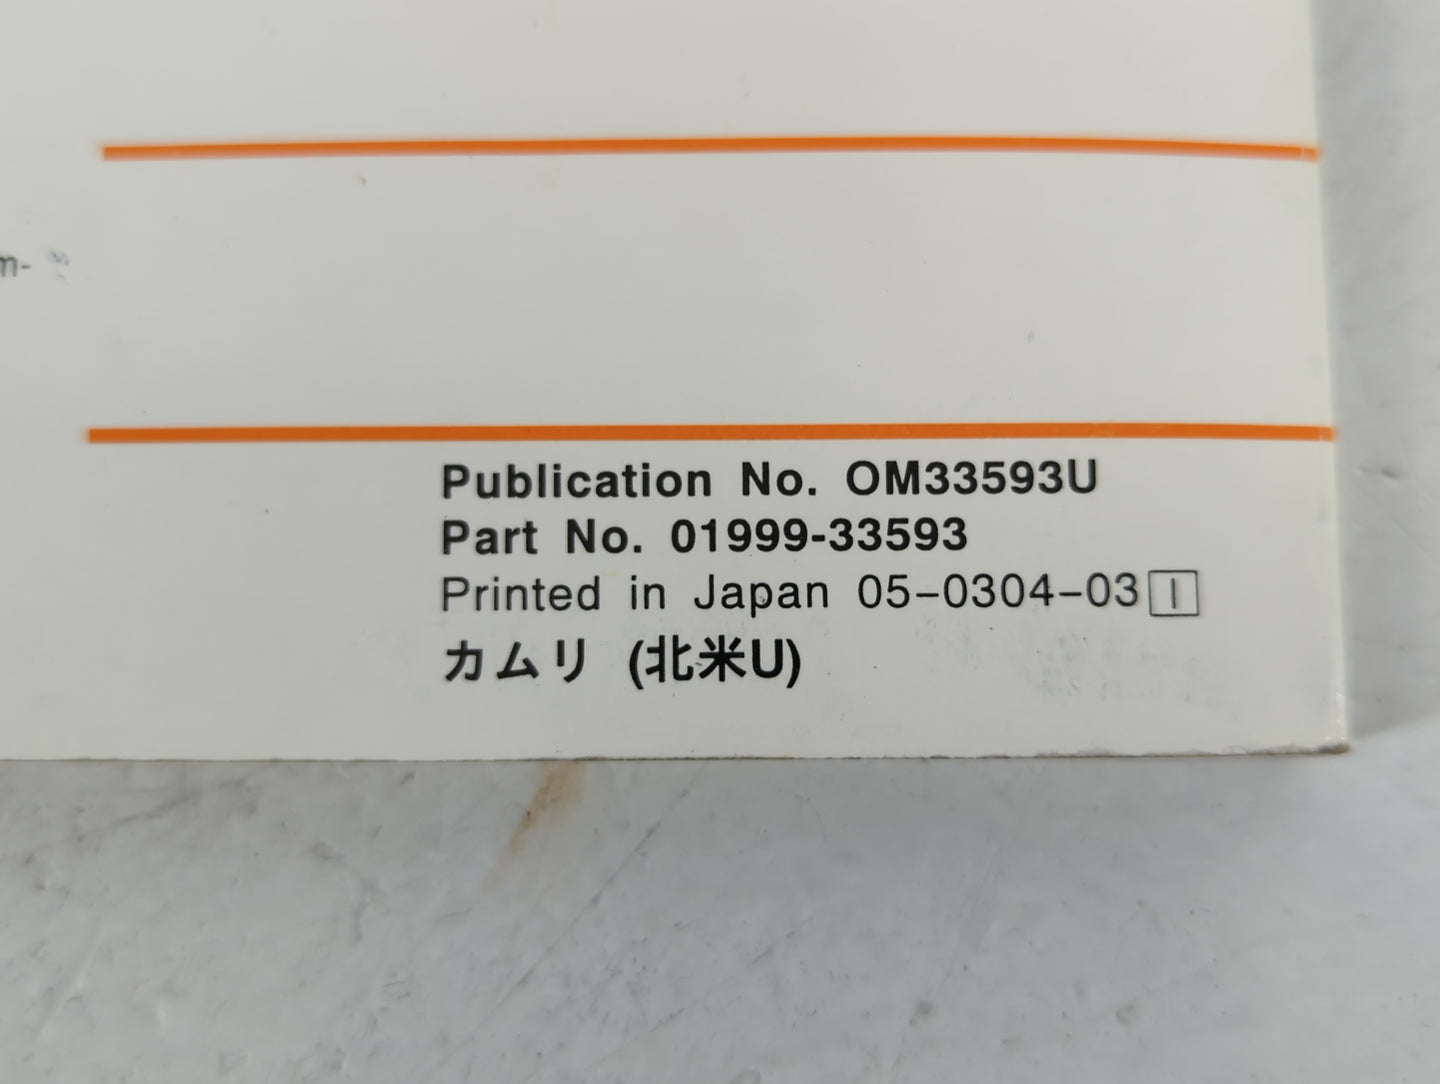 m-
Publication No. OM33593U
Part No. 01999-33593
Printed in Japan 05–0304–03 I
カムリ (北米U)